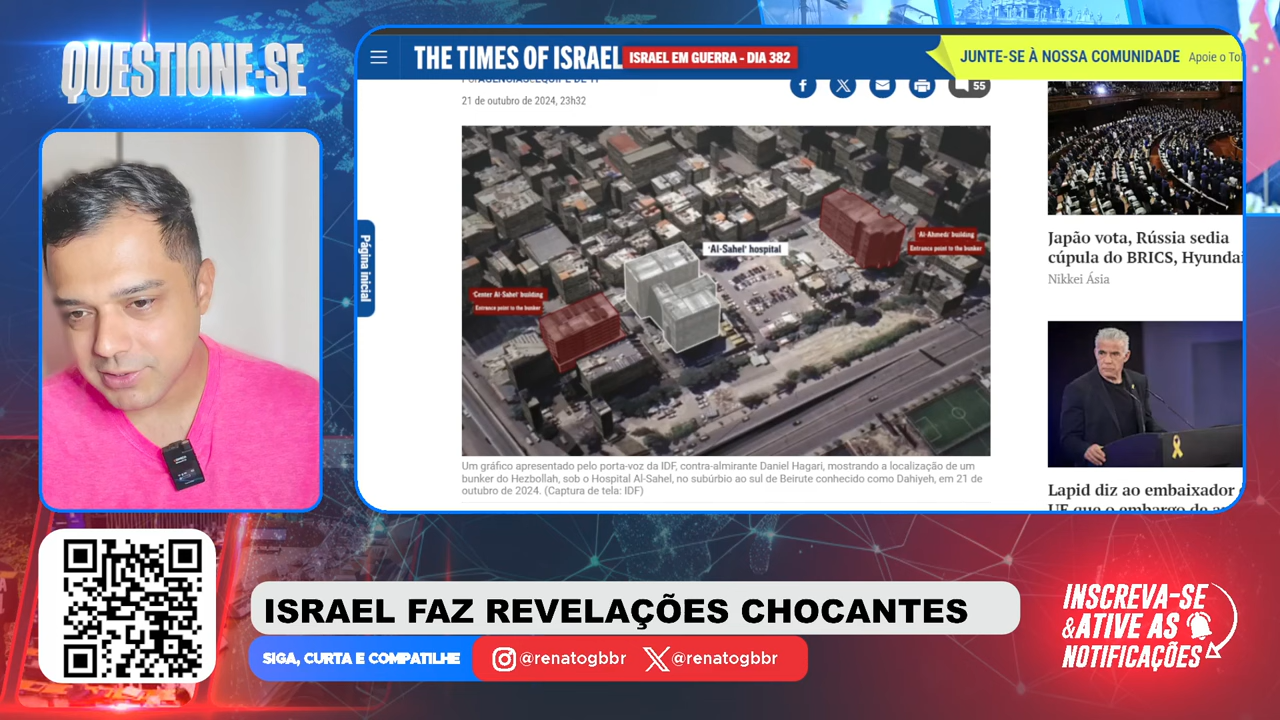 QUESTIONE-SE
THE TIMES OF ISRAEL
ISRAEL EM GUERRA - DIA 382
JUNTE-SE À NOSSA COMUNIDADE
Apoie o
21 de outubro de 2024, 23h32
55
Página inicial
'Al-Sahel' hospital
'Al-Ahmedi' building
Entrance point to the bunker
'Center Al-Sahel' building
Entrance point to the bunker
Um gráfico apresentado pelo porta-voz da IDF, contra-almirante Daniel Hagari, mostrando a localização de um
bunker do Hezbollah, sob o Hospital Al-Sahel, no subúrbio ao sul de Beirute conhecido como Dahiyeh, em 21 de
outubro de 2024. (Captura de tela: IDF)
Japão vota, Rússia sedia
cúpula do BRICS, Hyundai
Nikkei Ásia
Lapid diz ao embaixador
ISRAEL FAZ REVELAÇÕES CHOCANTES
SIGA, CURTA E COMPATILHE
@renatogbbr
@renatogbbr
INSCREVA-SE
&ATIVE AS
NOTIFICAÇÕES